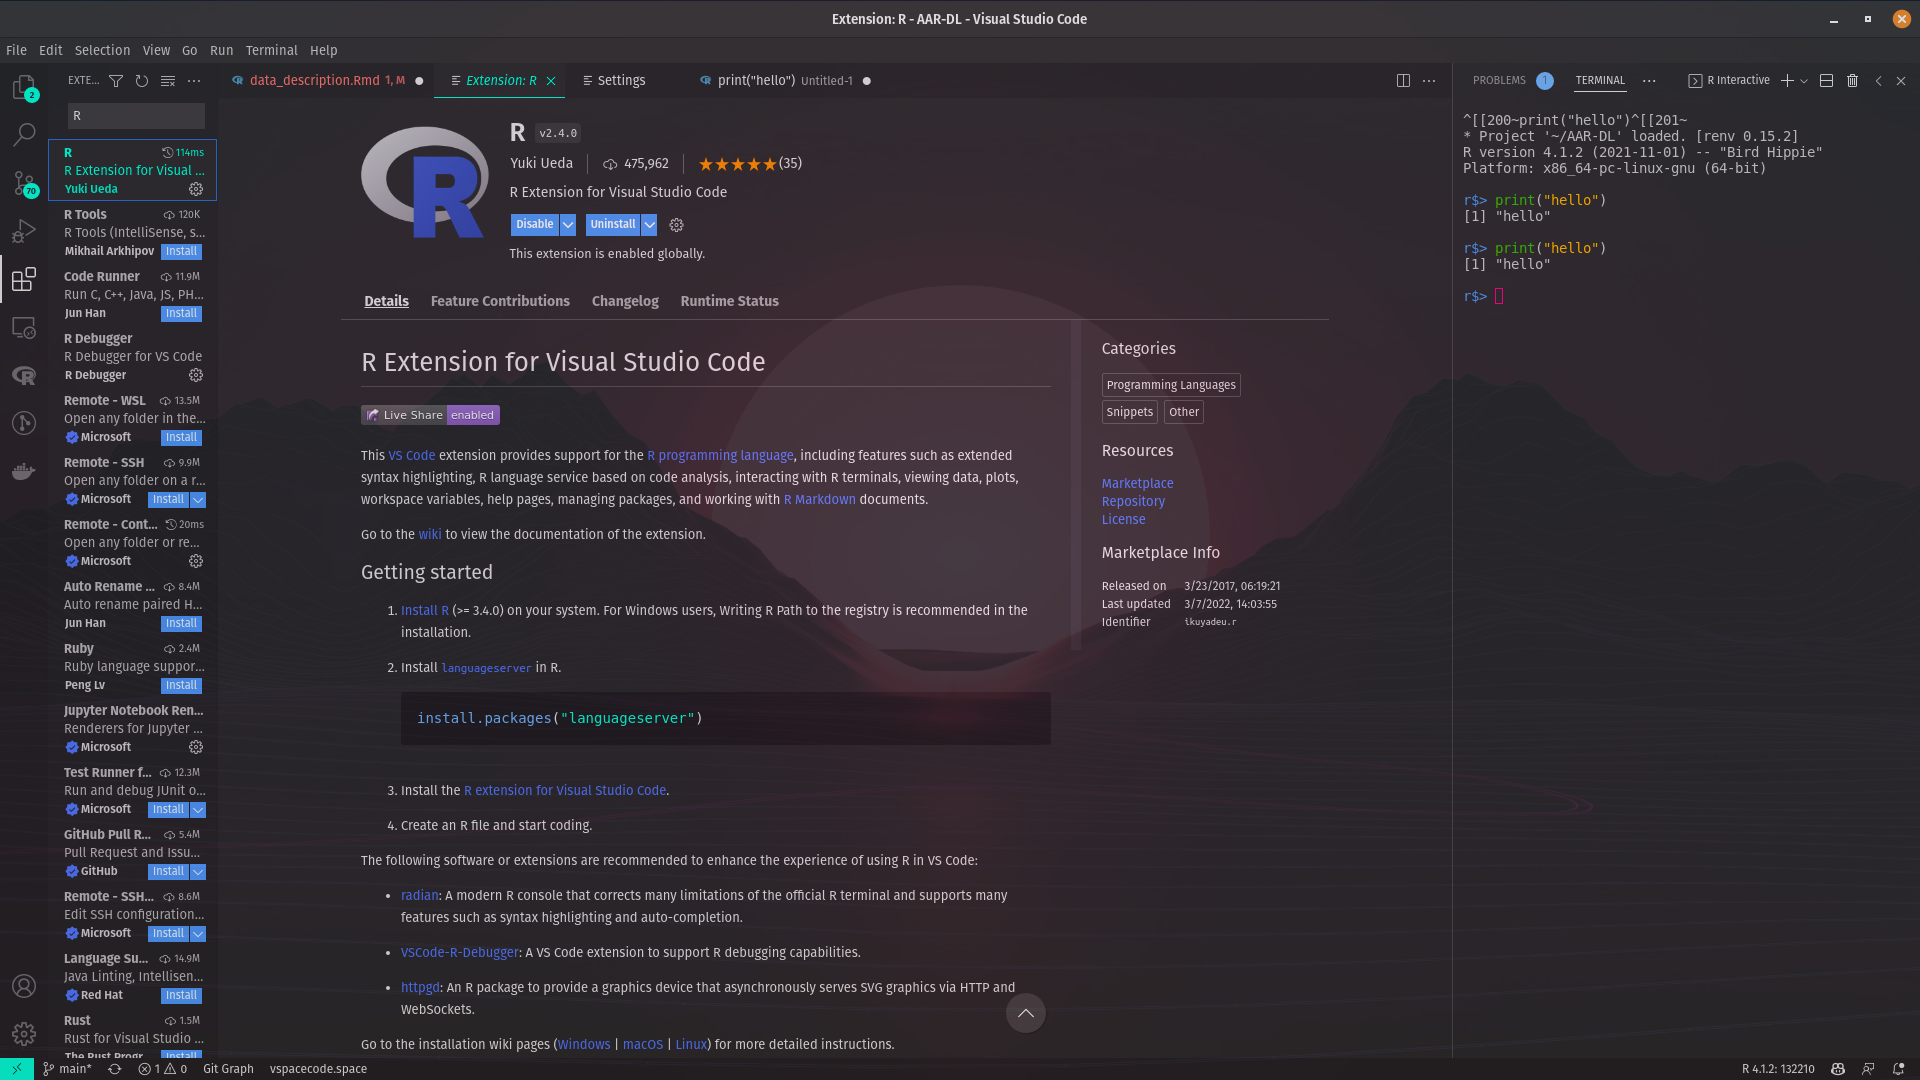 Extension: R - AAR-DL - Visual Studio Code
File Edit Selection View Go Run Terminal Help
EXTE...
R
R 114ms
R Extension for Visual ...
Yuki Ueda
R Tools 120K
R Tools (IntelliSense, s...
Mikhail Arkhipov Install
Code Runner 11.9M
Run C, C++, Java, JS, PH...
Jun Han Install
R Debugger
R Debugger for VS Code
R Debugger
Remote - WSL 13.5M
Open any folder in the...
Microsoft Install
Remote - SSH 9.9M
Open any folder on a r...
Microsoft Install
Remote - Cont... 20ms
Open any folder or re...
Microsoft
Auto Rename ... 8.4M
Auto rename paired H...
Jun Han Install
Ruby 2.4M
Ruby language suppor...
Peng Lv Install
Jupyter Notebook Ren...
Renderers for Jupyter ...
Microsoft
Test Runner f... 12.3M
Run and debug JUnit o...
Microsoft Install
GitHub Pull R... 5.4M
Pull Request and Issu...
GitHub Install
Remote - SSH... 8.6M
Edit SSH configuration...
Microsoft Install
Language Su... 14.9M
Java Linting, Intellisen...
Red Hat Install
Rust 1.5M
Rust for Visual Studio ...
The Rust Progr... Install
2
70
data_description.Rmd 1, M
Extension: R
Settings
print("hello") Untitled-1
R v2.4.0
Yuki Ueda 475,962 (35)
R Extension for Visual Studio Code
Disable Uninstall
This extension is enabled globally.
Details Feature Contributions Changelog Runtime Status
R Extension for Visual Studio Code
Live Share enabled
This VS Code extension provides support for the R programming language, including features such as extended
syntax highlighting, R language service based on code analysis, interacting with R terminals, viewing data, plots,
workspace variables, help pages, managing packages, and working with R Markdown documents.
Go to the wiki to view the documentation of the extension.
Getting started
1. Install R (>= 3.4.0) on your system. For Windows users, Writing R Path to the registry is recommended in the
installation.
2. Install languageserver in R.
install.packages("languageserver")
3. Install the R extension for Visual Studio Code.
4. Create an R file and start coding.
The following software or extensions are recommended to enhance the experience of using R in VS Code:
• radian: A modern R console that corrects many limitations of the official R terminal and supports many
features such as syntax highlighting and auto-completion.
• VSCode-R-Debugger: A VS Code extension to support R debugging capabilities.
• httpgd: An R package to provide a graphics device that asynchronously serves SVG graphics via HTTP and
WebSockets.
Go to the installation wiki pages (Windows | macOS | Linux) for more detailed instructions.
Categories
Programming Languages
Snippets Other
Resources
Marketplace
Repository
License
Marketplace Info
Released on 3/23/2017, 06:19:21
Last updated 3/7/2022, 14:03:55
Identifier ikuyadeu.r
PROBLEMS 1 TERMINAL R Interactive
^[[200~print("hello")^[[201~
* Project '~/AAR-DL' loaded. [renv 0.15.2]
R version 4.1.2 (2021-11-01) -- "Bird Hippie"
Platform: x86_64-pc-linux-gnu (64-bit)
r$> print("hello")
[1] "hello"
r$> print("hello")
[1] "hello"
r$>
main* 1 0 Git Graph vspacecode.space
R 4.1.2: 132210